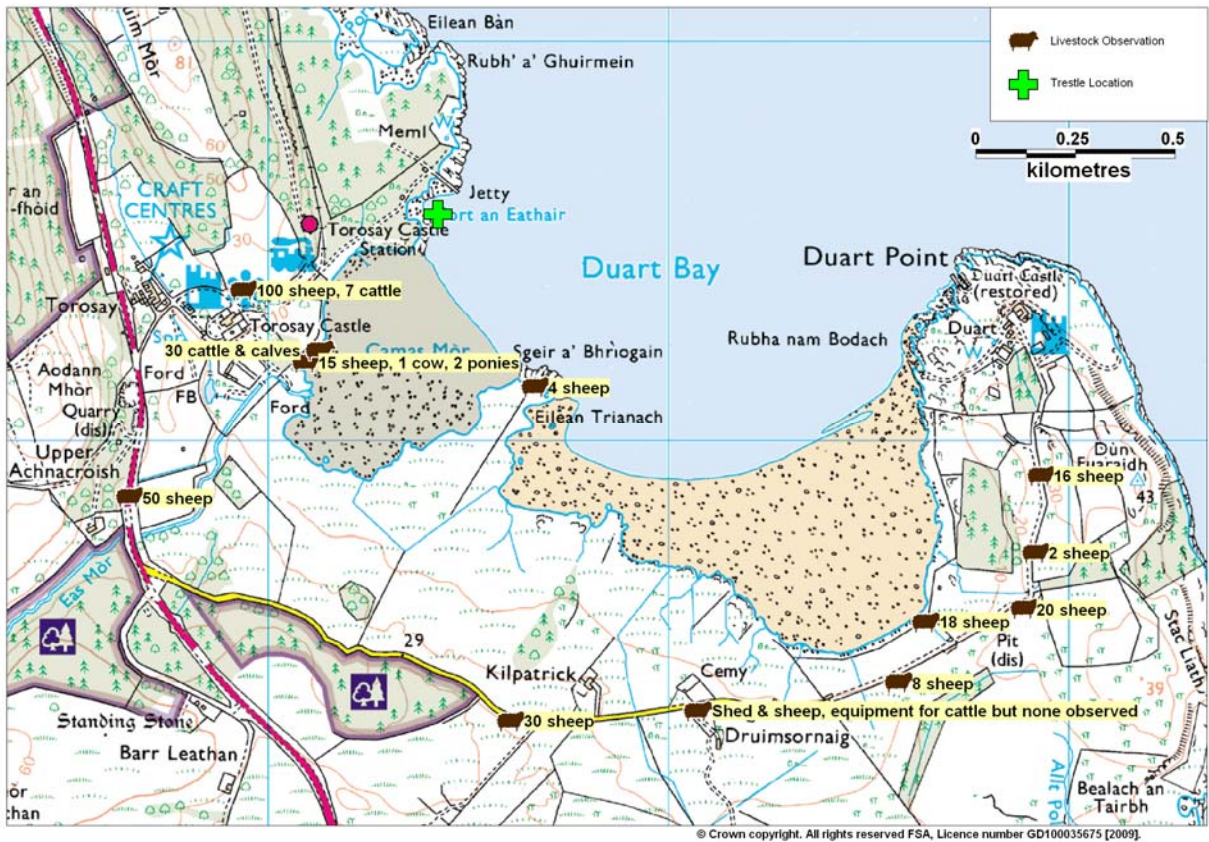 Eilean Bàn
Rubh' a' Ghuirmein
Livestock Observation
Trestle Location
0 0.25 0.5
kilometres
81
60
50
W
Meml
Jetty
CRAFT
CENTRES
30
Torosay Castle
Station
Duart Bay
Duart Point
Duart Castle
(restored)
Duart
W
Rubha nam Bodach
100 sheep, 7 cattle
Torosay
Torosay Castle
30 cattle & calves
15 sheep, 1 cow, 2 ponies
Camas Mòr
Sgeir a' Bhrìogain
4 sheep
Eilean Trianach
Ford
Aodann
Mhòr
FB
Ford
Quarry
(dis)
Upper
Achnacroish
50 sheep
Dùn
16 sheep
43
2 sheep
20 sheep
18 sheep
Pit
(dis)
8 sheep
Stac Liath
39
Eas Mòr
29
Kilpatrick
Cemy
30 sheep
Shed & sheep, equipment for cattle but none observed
Druimsornaig
Standing Stone
Barr Leathan
60
Bealach an
Tairbh
© Crown copyright. All rights reserved FSA, Licence number GD100035675 [2009].